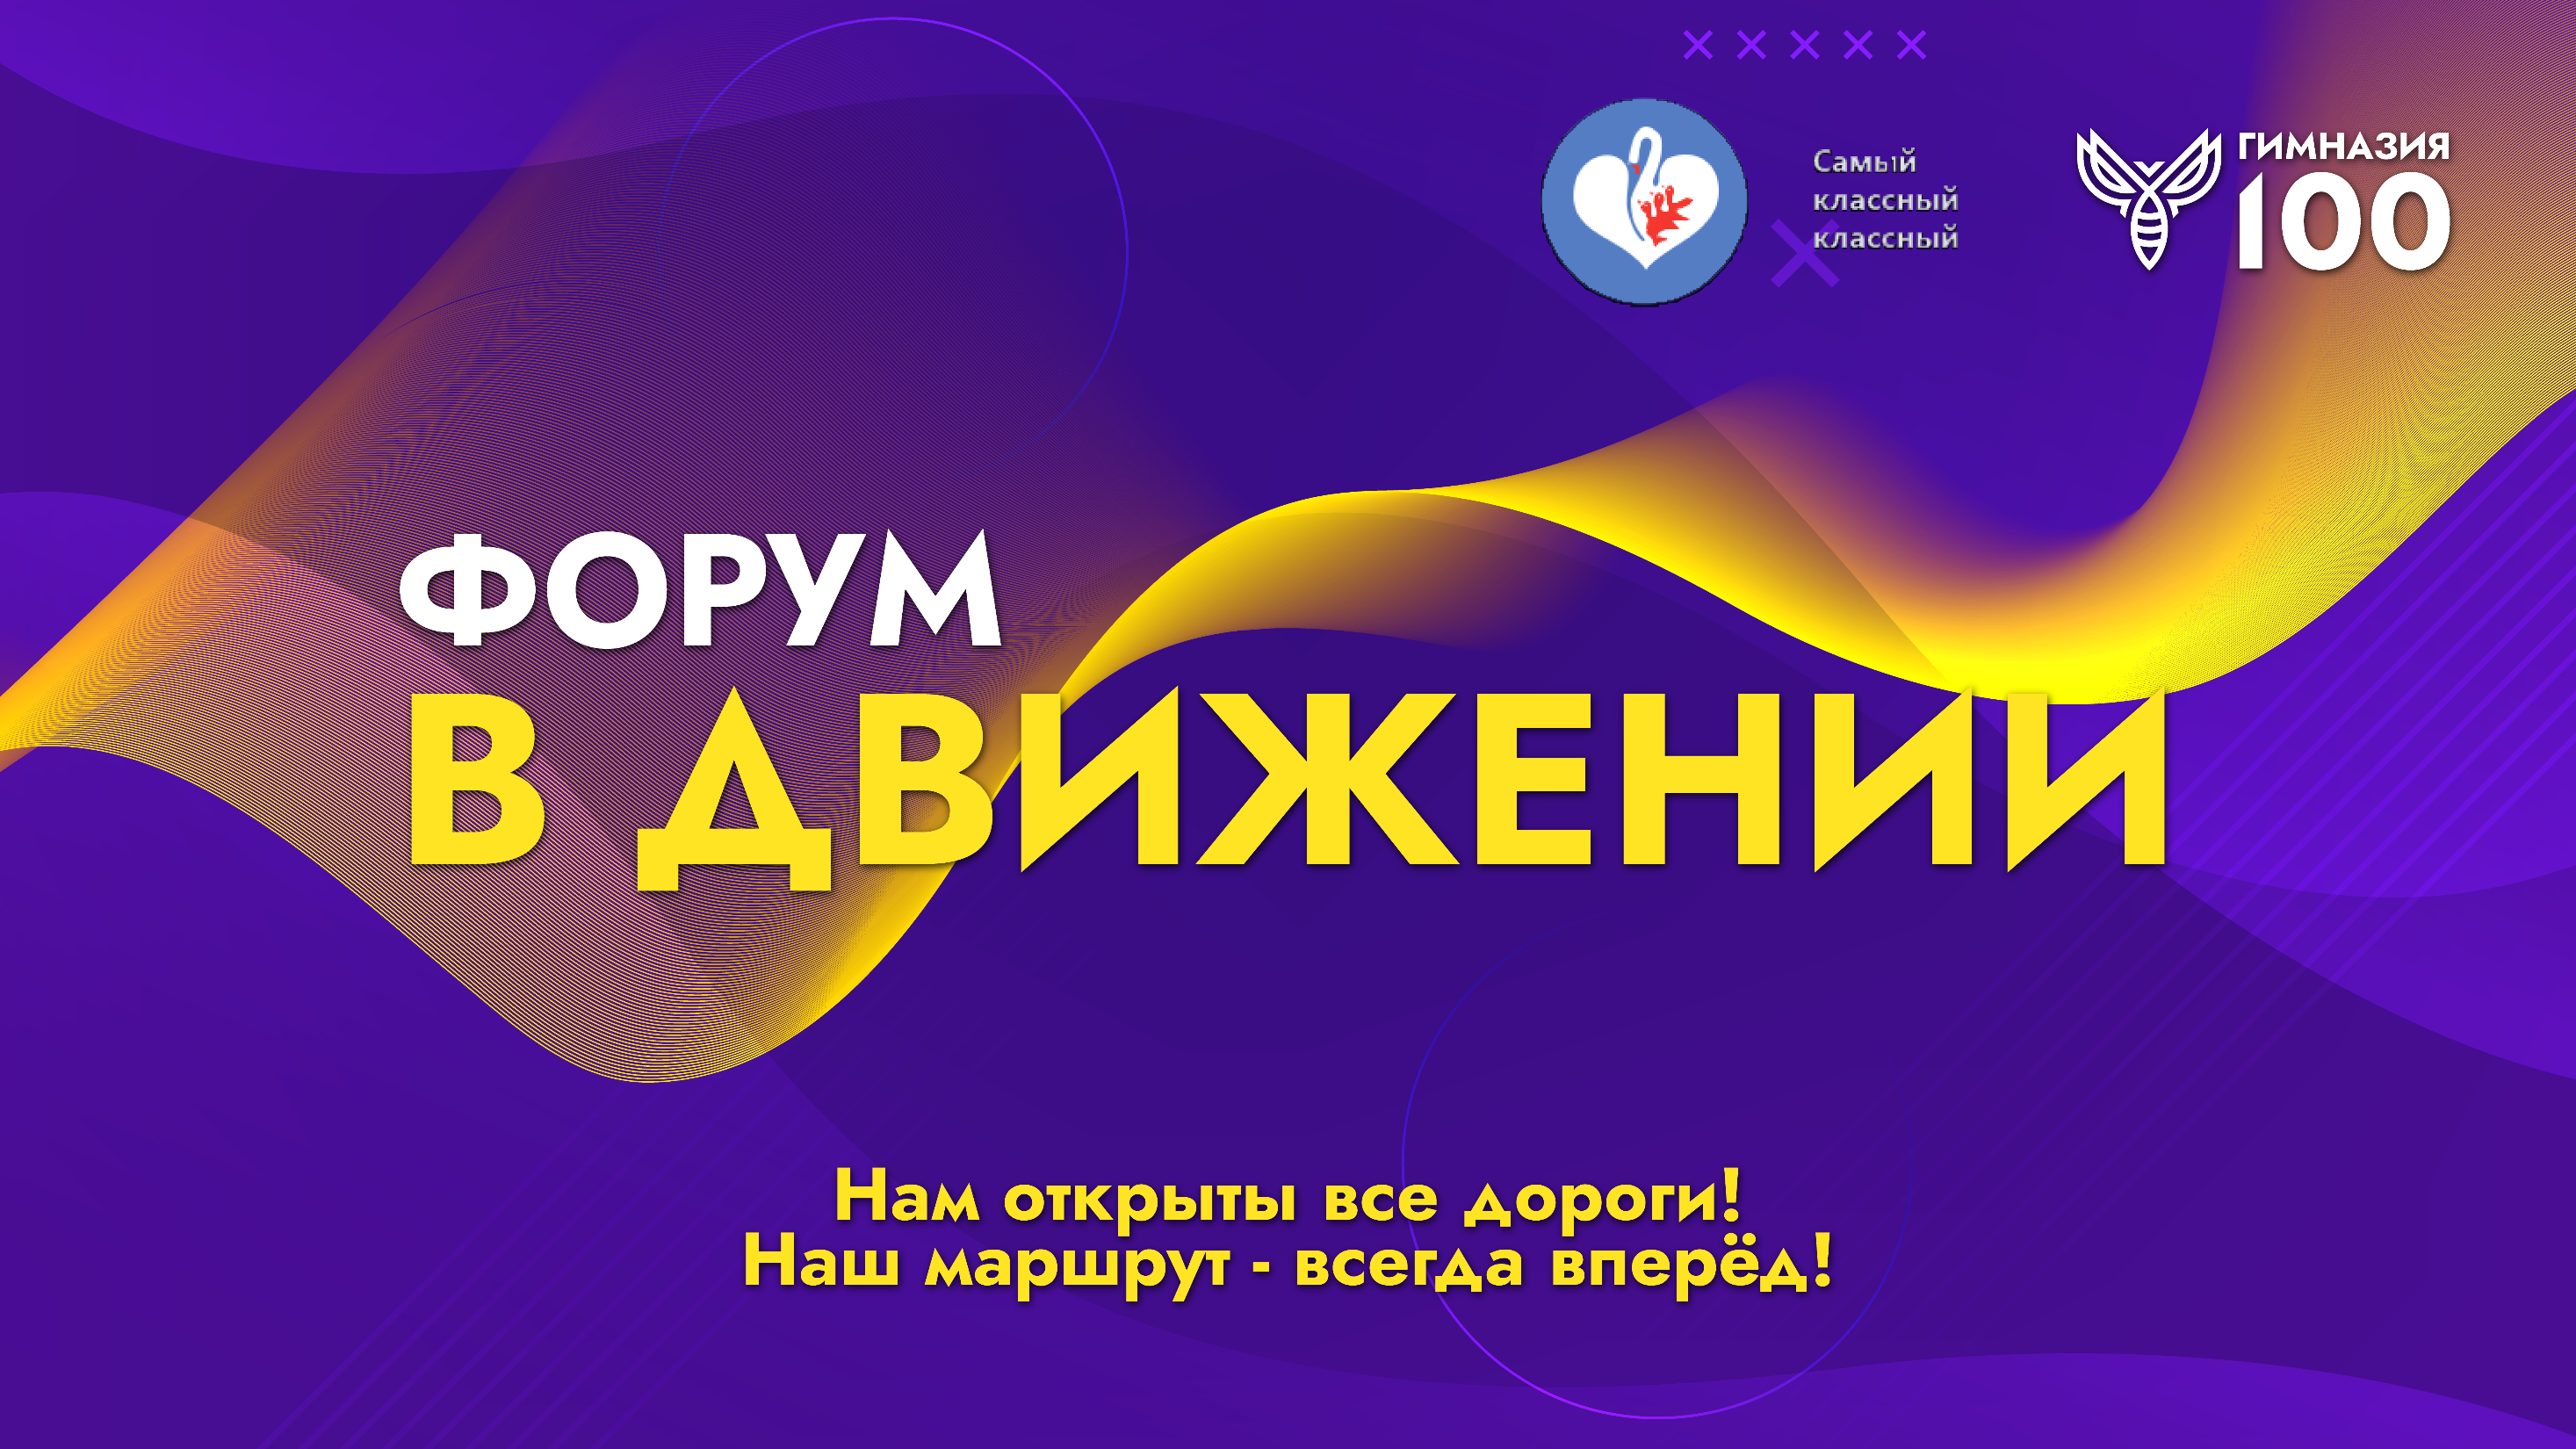 Самый
классный
классный
ГИМНАЗИЯ
100
ФОРУМ
В ДВИЖЕНИИ
Нам открыты все дороги!
Наш маршрут - всегда вперёд!